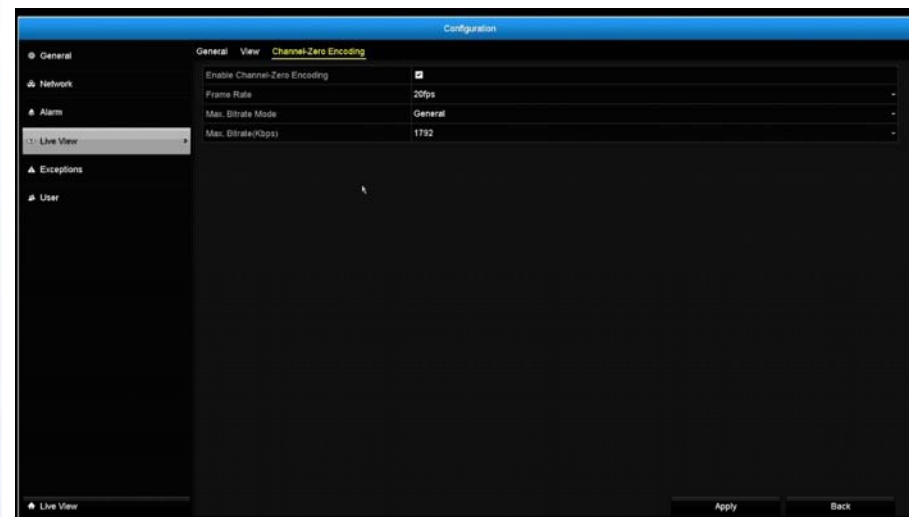 Configuration
General
Network
Alarm
Live View
Exceptions
User
General View Channel-Zero Encoding
Enable Channel-Zero Encoding
Frame Rate 20fps
Max. Bitrate Mode General
Max. Bitrate(Kbps) 1792
Live View
Apply Back